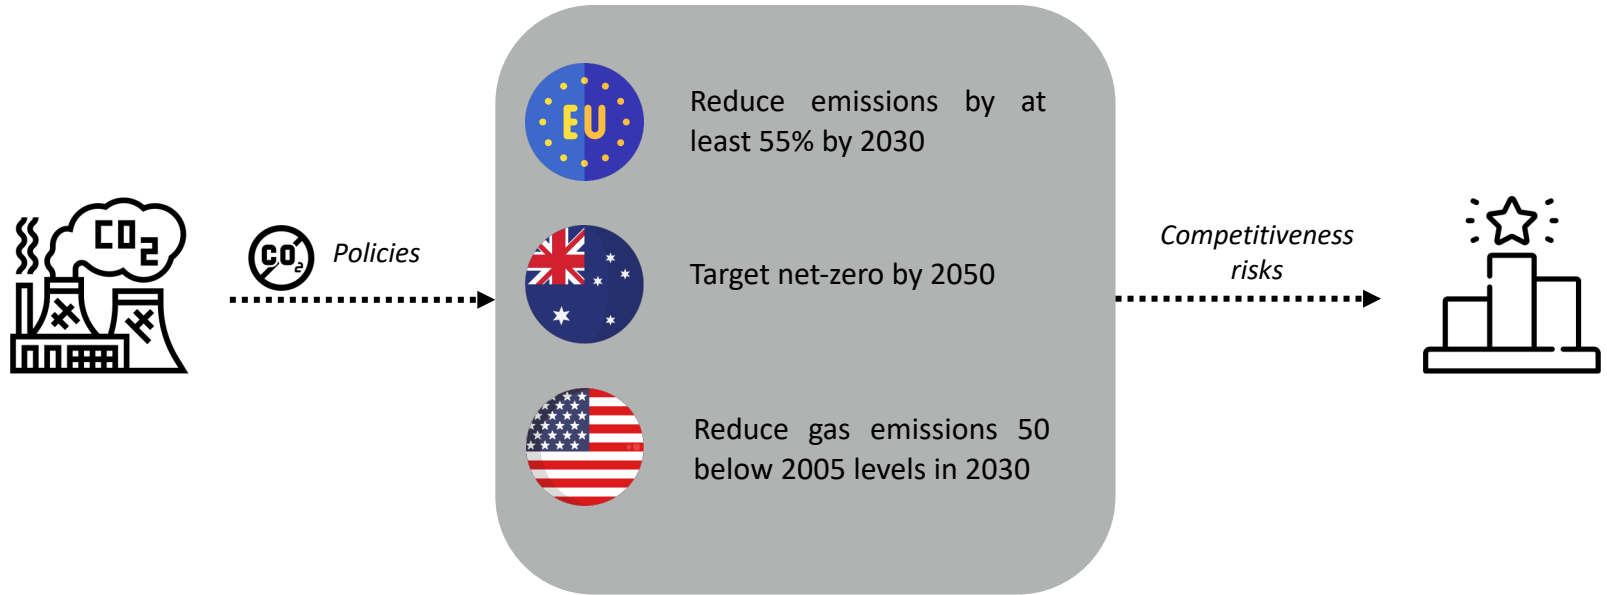 CO2
CO2
Policies
EU
Reduce emissions by at
least 55% by 2030
Target net-zero by 2050
Reduce gas emissions 50
below 2005 levels in 2030
Competitiveness
risks